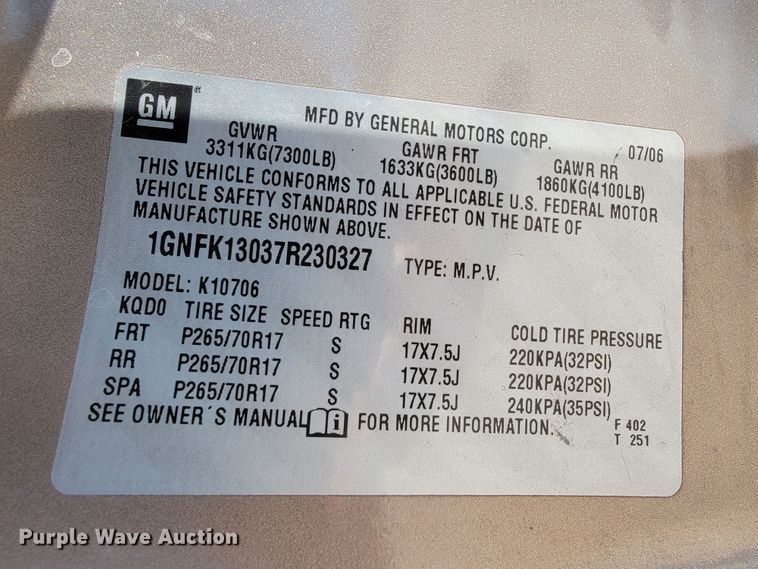 GM ®
MFD BY GENERAL MOTORS CORP. 07/06
GVWR GAWR FRT GAWR RR
3311KG(7300LB) 1633KG(3600LB) 1860KG(4100LB)
THIS VEHICLE CONFORMS TO ALL APPLICABLE U.S. FEDERAL MOTOR
VEHICLE SAFETY STANDARDS IN EFFECT ON THE DATE OF
MANUFACTURE SHOWN ABOVE.
1GNFK13037R230327 TYPE: M.P.V.
MODEL: K10706
KQD0 TIRE SIZE SPEED RTG RIM COLD TIRE PRESSURE
FRT P265/70R17 S 17X7.5J 220KPA(32PSI)
RR P265/70R17 S 17X7.5J 220KPA(32PSI)
SPA P265/70R17 S 17X7.5J 240KPA(35PSI)
SEE OWNER´S MANUAL i FOR MORE INFORMATION. F 402
T 251
Purple Wave Auction